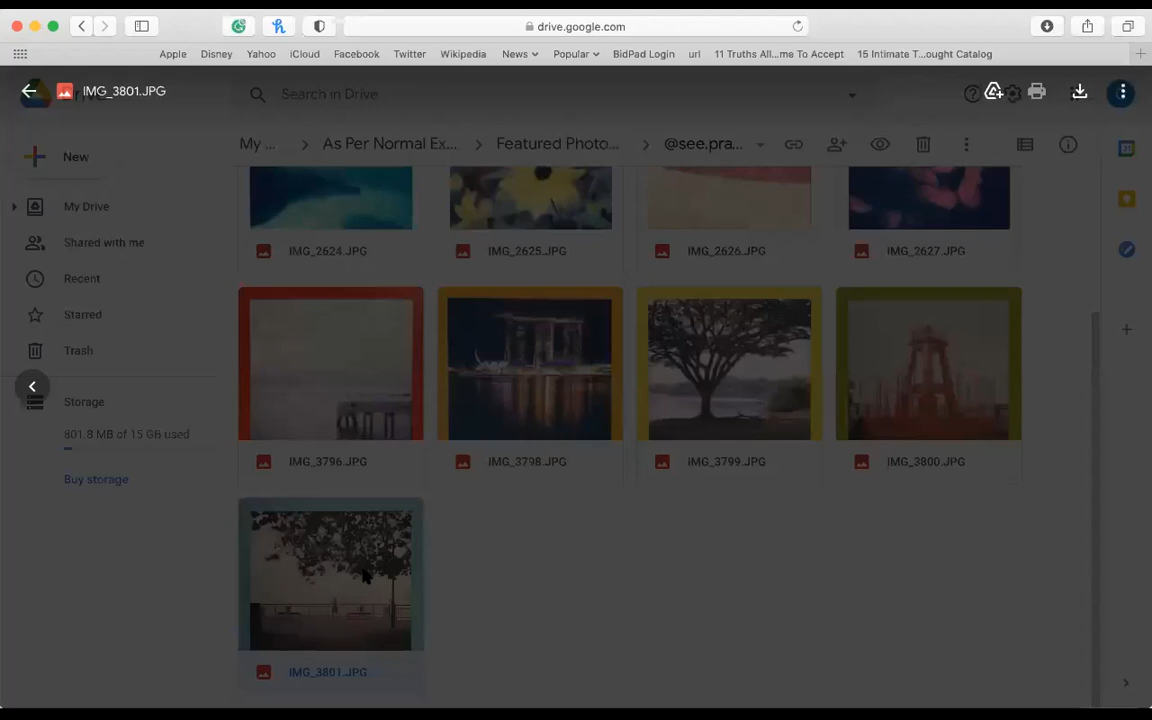 drive.google.com
Apple Disney Yahoo iCloud Facebook Twitter Wikipedia News Popular BidPad Login url 11 Truths All...me To Accept 15 Intimate T...ought Catalog
IMG_3801.JPG
Search in Drive
New
My ... As Per Normal Ex... Featured Photo... @see.pra...
My Drive
Shared with me
Recent
Starred
Trash
Storage
801.8 MB of 15 GB used
Buy storage
IMG_2624.JPG IMG_2625.JPG IMG_2626.JPG IMG_2627.JPG
IMG_3796.JPG IMG_3798.JPG IMG_3799.JPG IMG_3800.JPG
IMG_3801.JPG